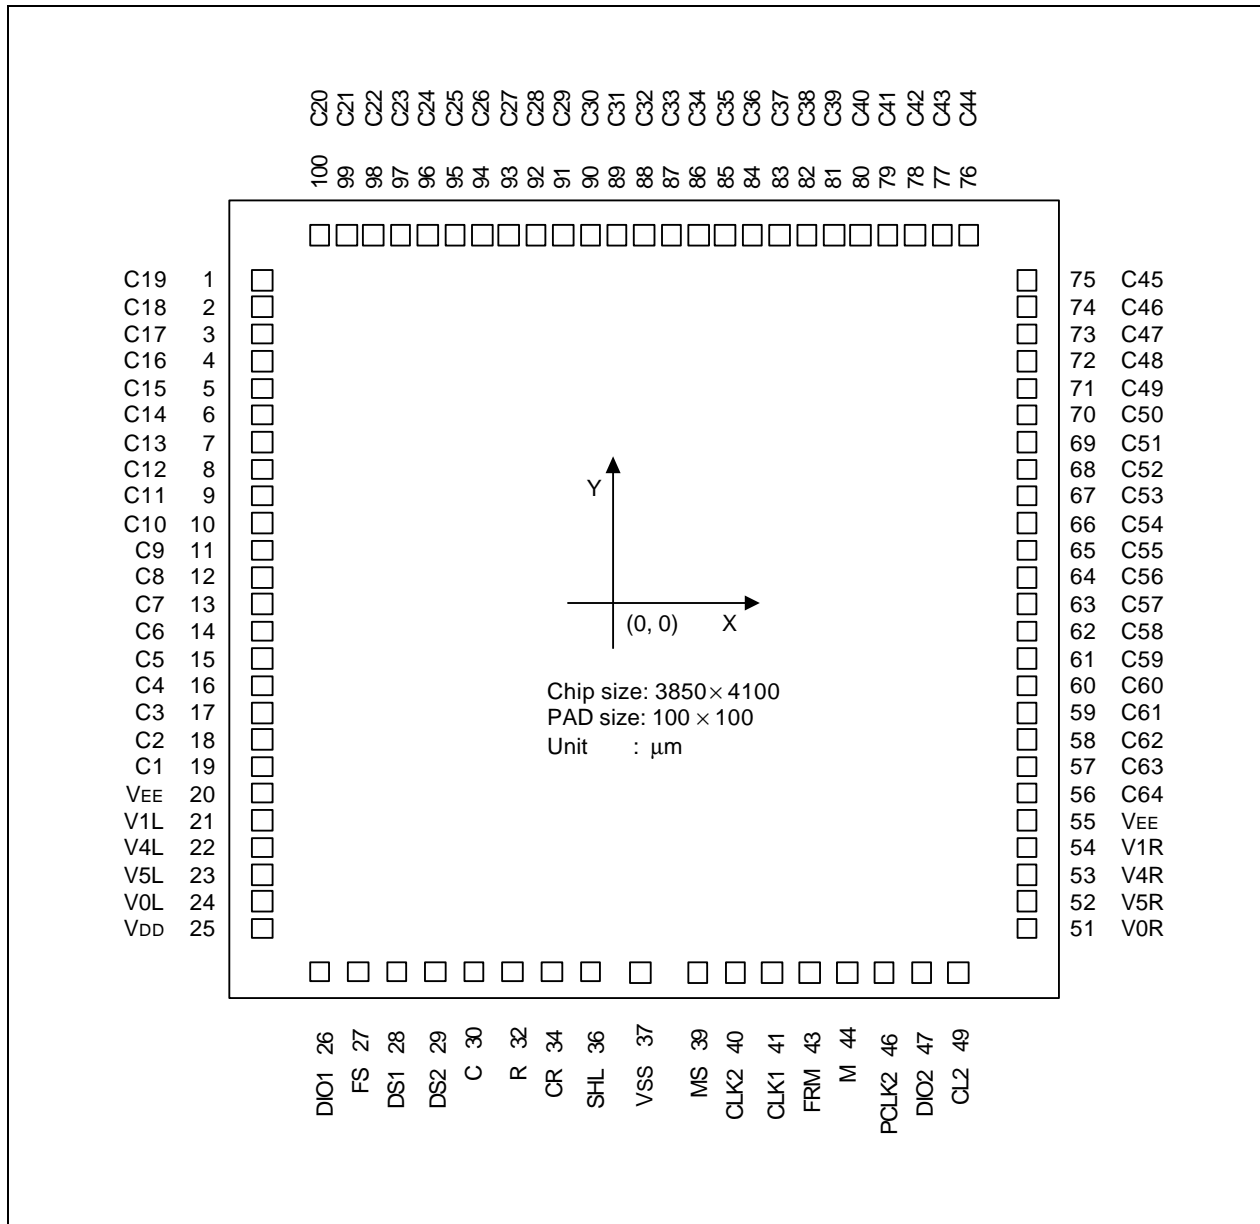 C20 C21 C22 C23 C24 C25 C26 C27 C28 C29 C30 C31 C32 C33 C34 C35 C36 C37 C38 C39 C40 C41 C42 C43 C44
100 99 98 97 96 95 94 93 92 91 90 89 88 87 86 85 84 83 82 81 80 79 78 77 76
C19 1 75 C45
C18 2 74 C46
C17 3 73 C47
C16 4 72 C48
C15 5 71 C49
C14 6 70 C50
C13 7 69 C51
C12 8 68 C52
C11 9 67 C53
C10 10 66 C54
C9 11 65 C55
C8 12 64 C56
C7 13 63 C57
C6 14 62 C58
C5 15 61 C59
C4 16 60 C60
C3 17 59 C61
C2 18 58 C62
C1 19 57 C63
VEE 20 56 C64
V1L 21 55 VEE
V4L 22 54 V1R
V5L 23 53 V4R
V0L 24 52 V5R
VDD 25 51 V0R
Y
(0, 0) X
Chip size: 3850 × 4100
PAD size: 100 × 100
Unit : μm
DIO1 26
FS 27
DS1 28
DS2 29
C 30
R 32
CR 34
SHL 36
VSS 37
MS 39
CLK2 40
CLK1 41
FRM 43
M 44
PCLK2 46
DIO2 47
CL2 49